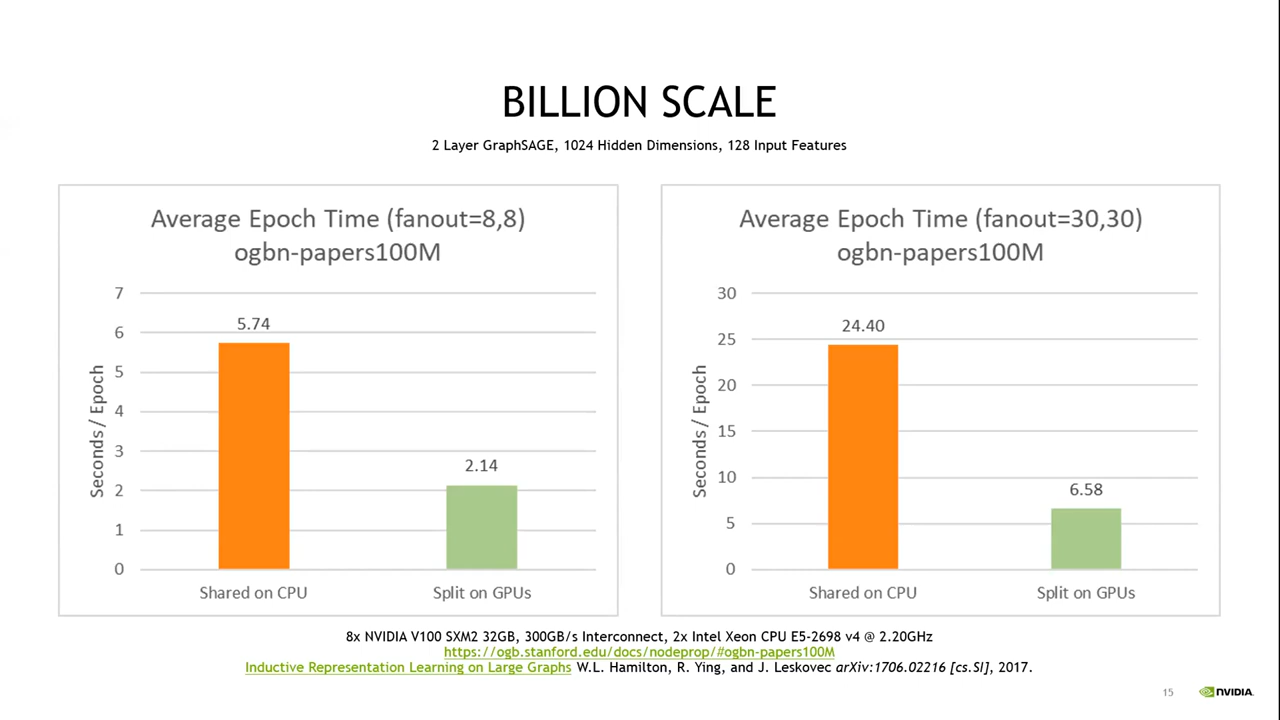 BILLION SCALE
2 Layer GraphSAGE, 1024 Hidden Dimensions, 128 Input Features
Average Epoch Time (fanout=8,8)
ogbn-papers100M
7
6
5
4
3
2
1
0
Seconds / Epoch
5.74
2.14
Shared on CPU
Split on GPUs
Average Epoch Time (fanout=30,30)
ogbn-papers100M
30
25
20
15
10
5
0
Seconds / Epoch
24.40
6.58
Shared on CPU
Split on GPUs
8x NVIDIA V100 SXM2 32GB, 300GB/s Interconnect, 2x Intel Xeon CPU E5-2698 v4 @ 2.20GHz
https://ogb.stanford.edu/docs/nodeprop/#ogbn-papers100M
Inductive Representation Learning on Large Graphs W.L. Hamilton, R. Ying, and J. Leskovec arXiv:1706.02216 [cs.SI], 2017.
15
NVIDIA.